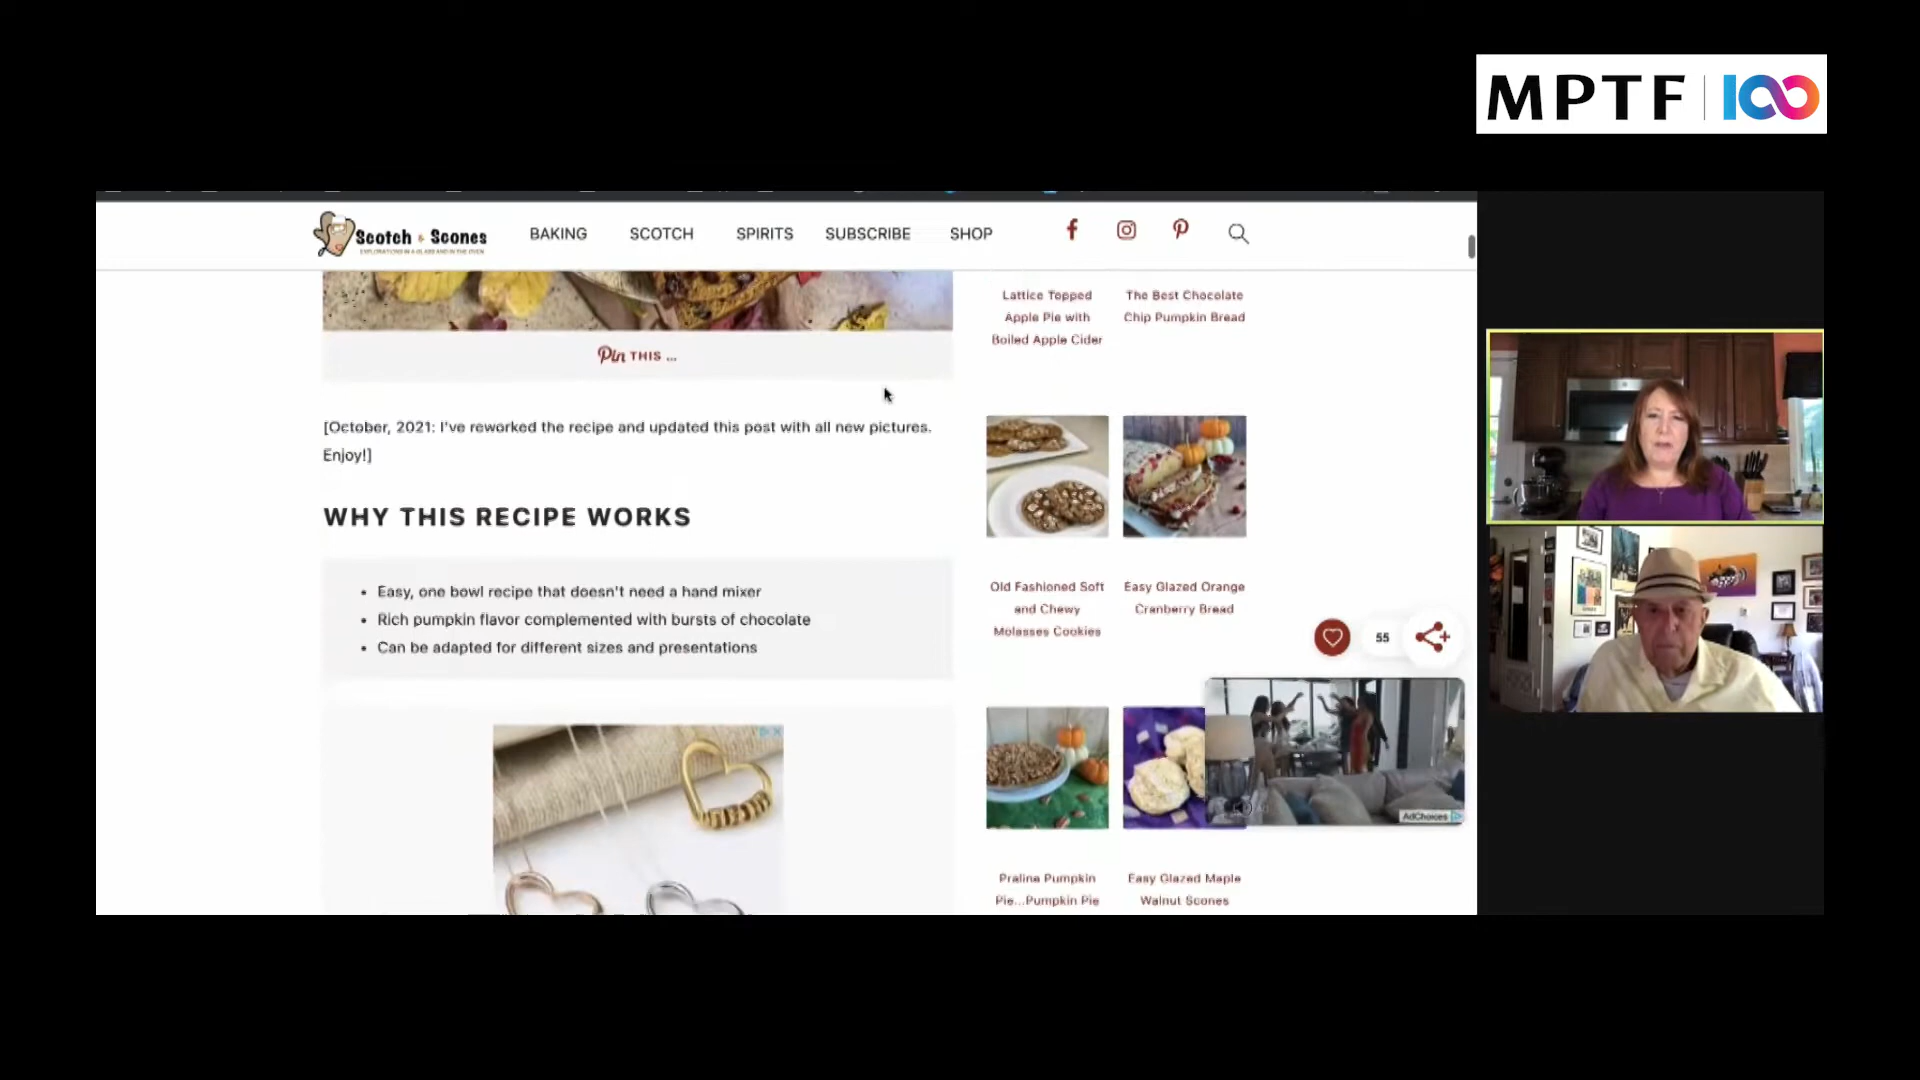 MPTF 100
Scotch & Scones
BAKING
SCOTCH
SPIRITS
SUBSCRIBE
SHOP
Pin THIS ...
[October, 2021: I've reworked the recipe and updated this post with all new pictures.
Enjoy!]
WHY THIS RECIPE WORKS
• Easy, one bowl recipe that doesn't need a hand mixer
• Rich pumpkin flavor complemented with bursts of chocolate
• Can be adapted for different sizes and presentations
Lattice Topped
Apple Pie with
Boiled Apple Cider
The Best Chocolate
Chip Pumpkin Bread
Old Fashioned Soft
and Chewy
Molasses Cookies
Easy Glazed Orange
Cranberry Bread
55
AdChoices
Praline Pumpkin
Pie...Pumpkin Pie
Easy Glazed Maple
Walnut Scones